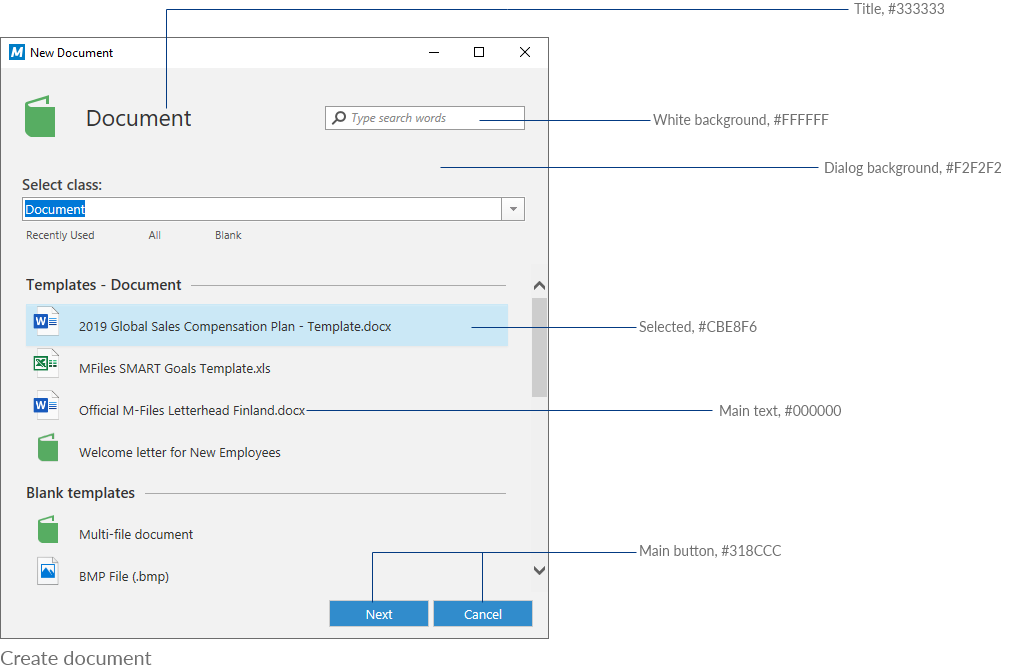 Title, #333333
M New Document
Document
Type search words
White background, #FFFFFF
Dialog background, #F2F2F2
Select class:
Document
Recently Used All Blank
Templates - Document
2019 Global Sales Compensation Plan - Template.docx
Selected, #CBE8F6
MFiles SMART Goals Template.xls
Official M-Files Letterhead Finland.docx
Main text, #000000
Welcome letter for New Employees
Blank templates
Multi-file document
Main button, #318CCC
BMP File (.bmp)
Next Cancel
Create document